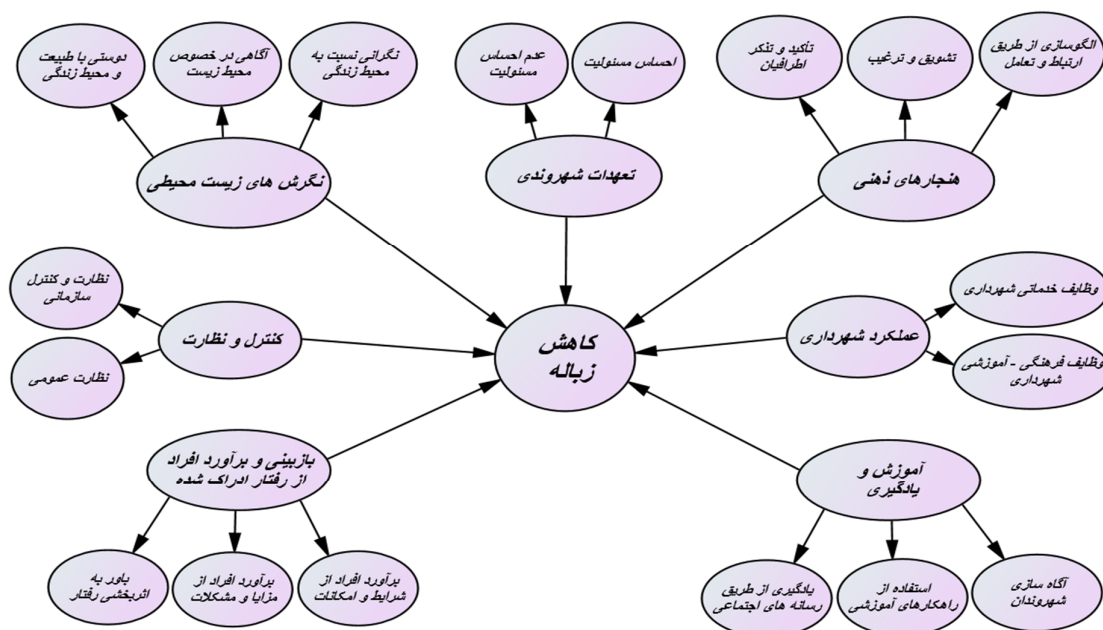 الگوسازی از طریق
ارتباط و تعامل
تشویق و ترغیب
تأکید و تذکر
اطرافیان
هنجارهای ذهنی
احساس مسئولیت
عدم احساس
مسئولیت
تعهدات شهروندی
نگرانی نسبت به
محیط زندگی
آگاهی در خصوص
محیط زیست
دوستی با طبیعت
و محیط زندگی
نگرش های زیست محیطی
وظایف خدماتی شهرداری
وظایف فرهنگی - آموزشی
شهرداری
عملکرد شهرداری
کاهش
زباله
کنترل و نظارت
نظارت و کنترل
سازمانی
نظارت عمومی
آموزش و
یادگیری
آگاه سازی
شهروندان
استفاده از
راهکارهای آموزشی
یادگیری از طریق
رسانه های اجتماعی
بازبینی و برآورد افراد
از رفتار ادراک شده
برآورد افراد از
شرایط و امکانات
برآورد افراد از
مزایا و مشکلات
باور به
اثربخشی رفتار